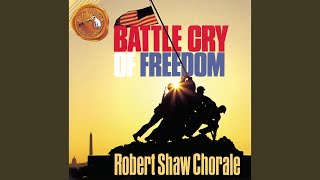 BATTLE CRY
OF FREEDOM
Robert Shaw Chorale